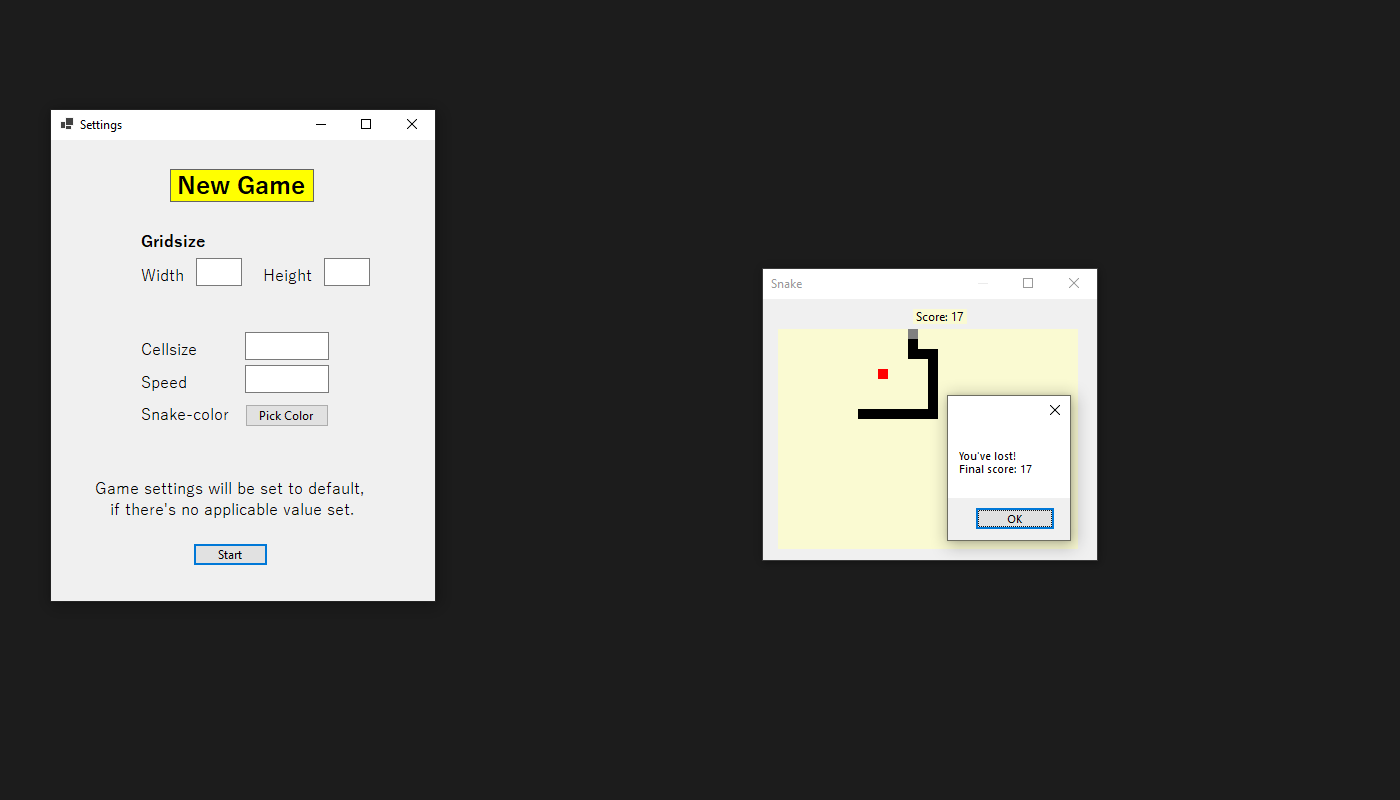 Settings
New Game
Gridsize
Width Height
Cellsize
Speed
Snake-color Pick Color
Game settings will be set to default,
if there's no applicable value set.
Start
Snake
Score: 17
You've lost!
Final score: 17
OK